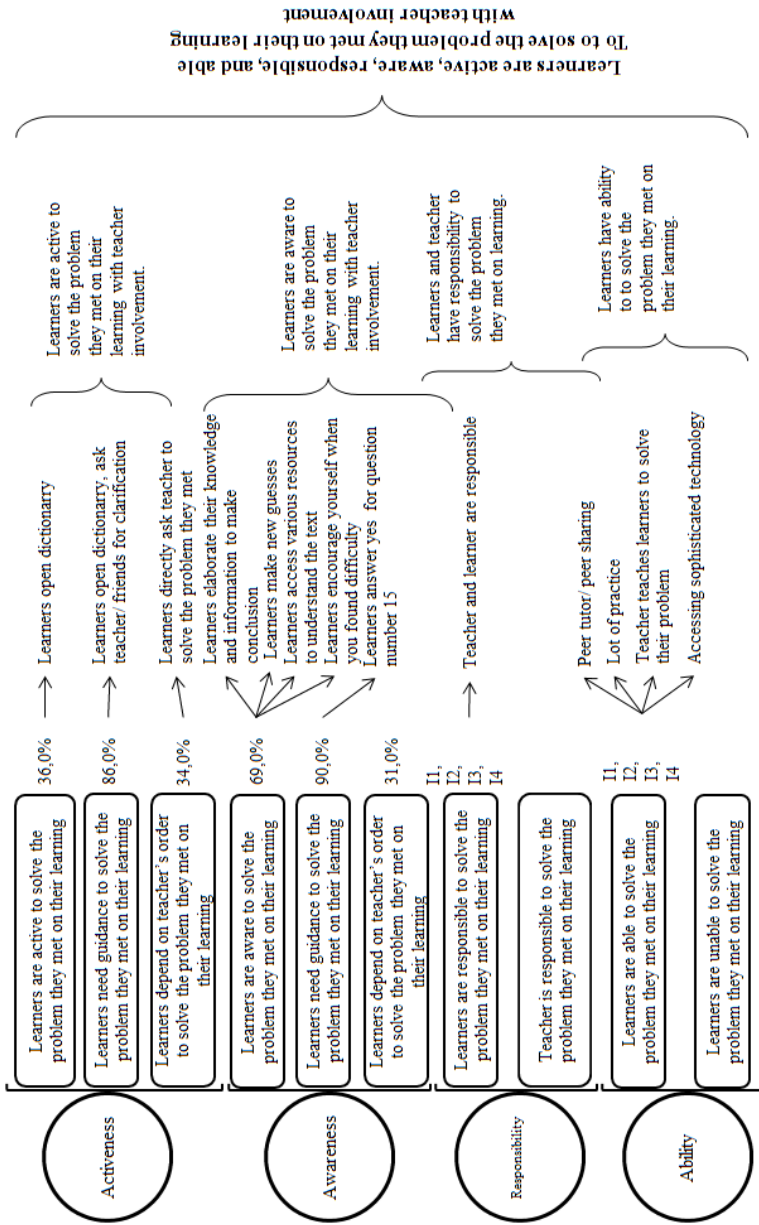 Activeness
Learners are active to solve the
problem they met on their learning
36,0%
Learners open dictionarry
Learners need guidance to solve the
problem they met on their learning
86,0%
Learners open dictionarry, ask
teacher/ friends for clarification
Learners depend on teacher's order
to solve the problem they met on
their learning
34,0%
Learners directly ask teacher to
solve the problem they met
Learners are active to
solve the problem
they met on their
learning with teacher
involvement.
Awareness
Learners are aware to solve the
problem they met on their learning
69,0%
Learners elaborate their knowledge
and information to make
conclusion
Learners make new guesses
Learners access various resources
to understand the text
Learners encourage yourself when
you found difficulty
Learners need guidance to solve the
problem they met on their learning
90,0%
Learners answer yes for question
number 15
Learners depend on teacher's order
to solve the problem they met on
their learning
31,0%
Learners are aware to
solve the problem
they met on their
learning with teacher
involvement.
Responsibility
Learners are responsible to solve the
problem they met on their learning
I1,
I2,
I3,
I4
Teacher and learner are responsible
Teacher is responsible to solve the
problem they met on their learning
Learners and teacher
have responsibility to
solve the problem
they met on learning.
Ability
Learners are able to solve the
problem they met on their learning
I1,
I2,
I3,
I4
Peer tutor/ peer sharing
Lot of practice
Teacher teaches learners to solve
their problem
Accessing sophisticated technology
Learners are unable to solve the
problem they met on their learning
Learners have ability
to to solve the
problem they met on
their learning.
Learners are active, aware, responsible, and able
To to solve the problem they met on their learning
with teacher involvement